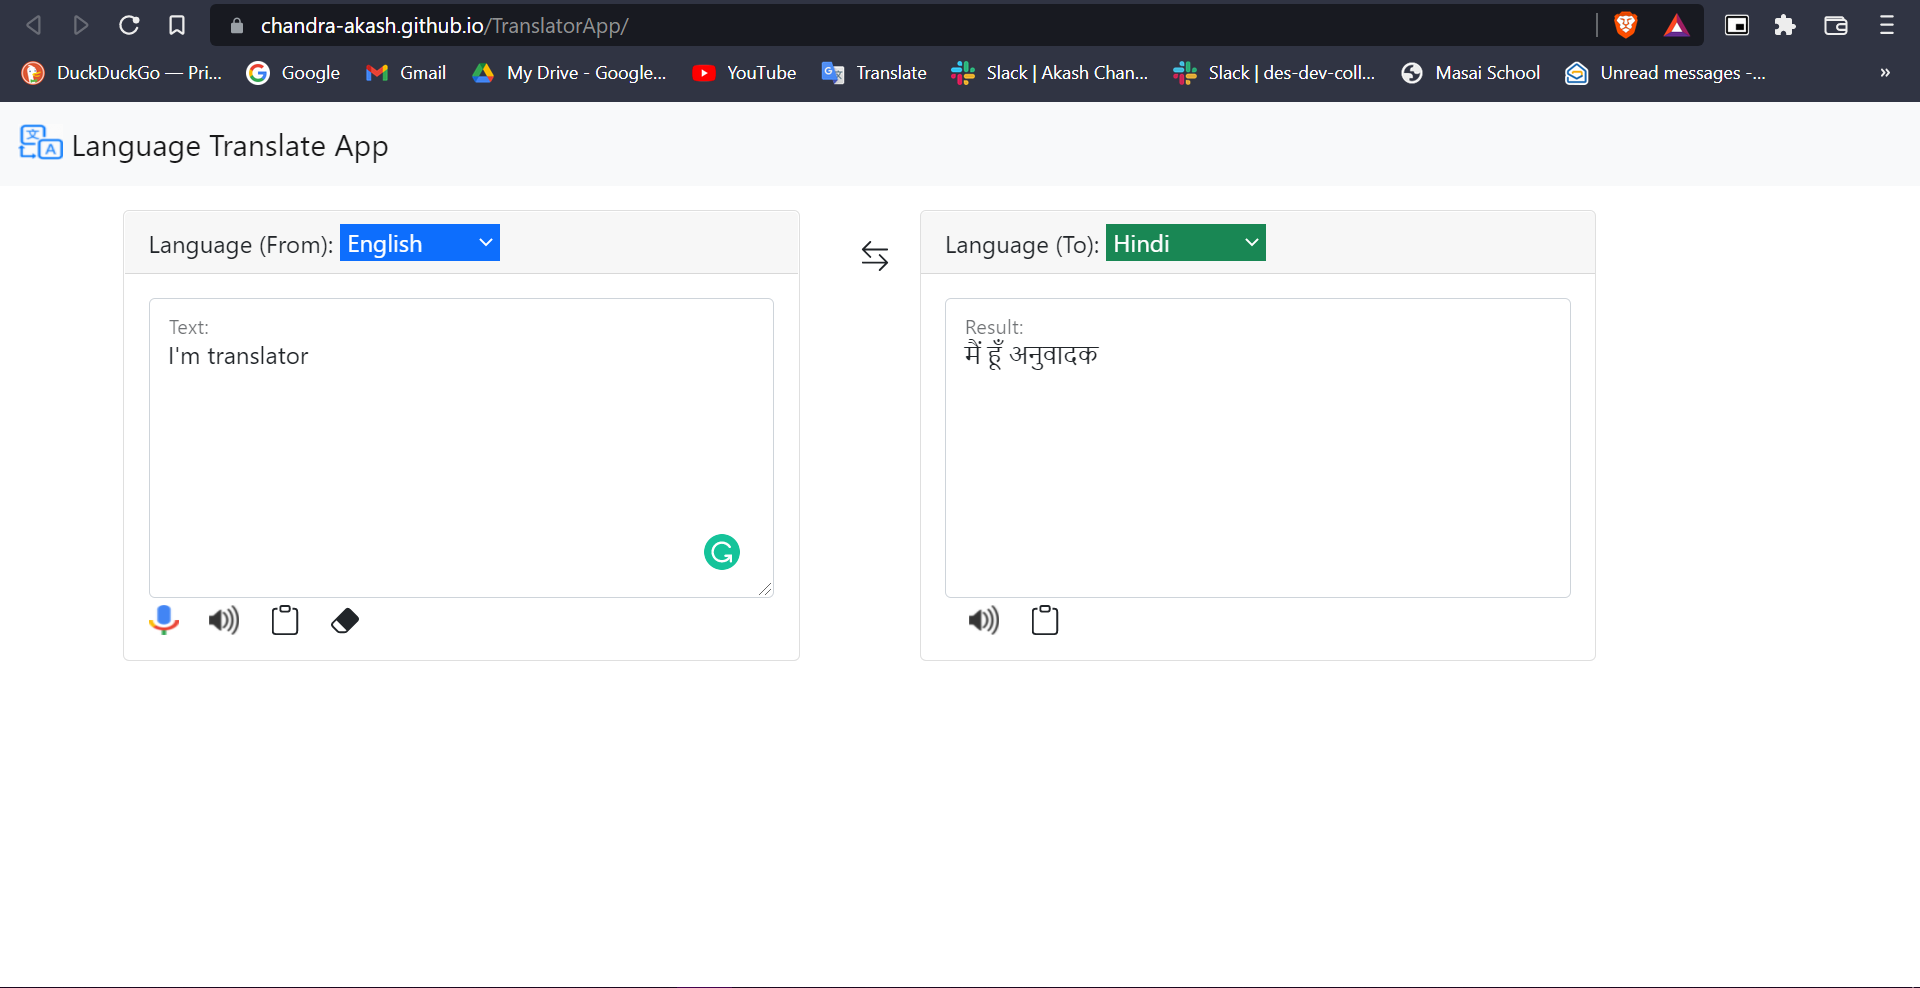 chandra-akash.github.io/TranslatorApp/
DuckDuckGo — Pri... Google Gmail My Drive - Google... YouTube Translate Slack | Akash Chan... Slack | des-dev-coll... Masai School Unread messages -... »
Language Translate App
Language (From): English
Language (To): Hindi
Text:
I'm translator
Result:
मैं हूँ अनुवादक